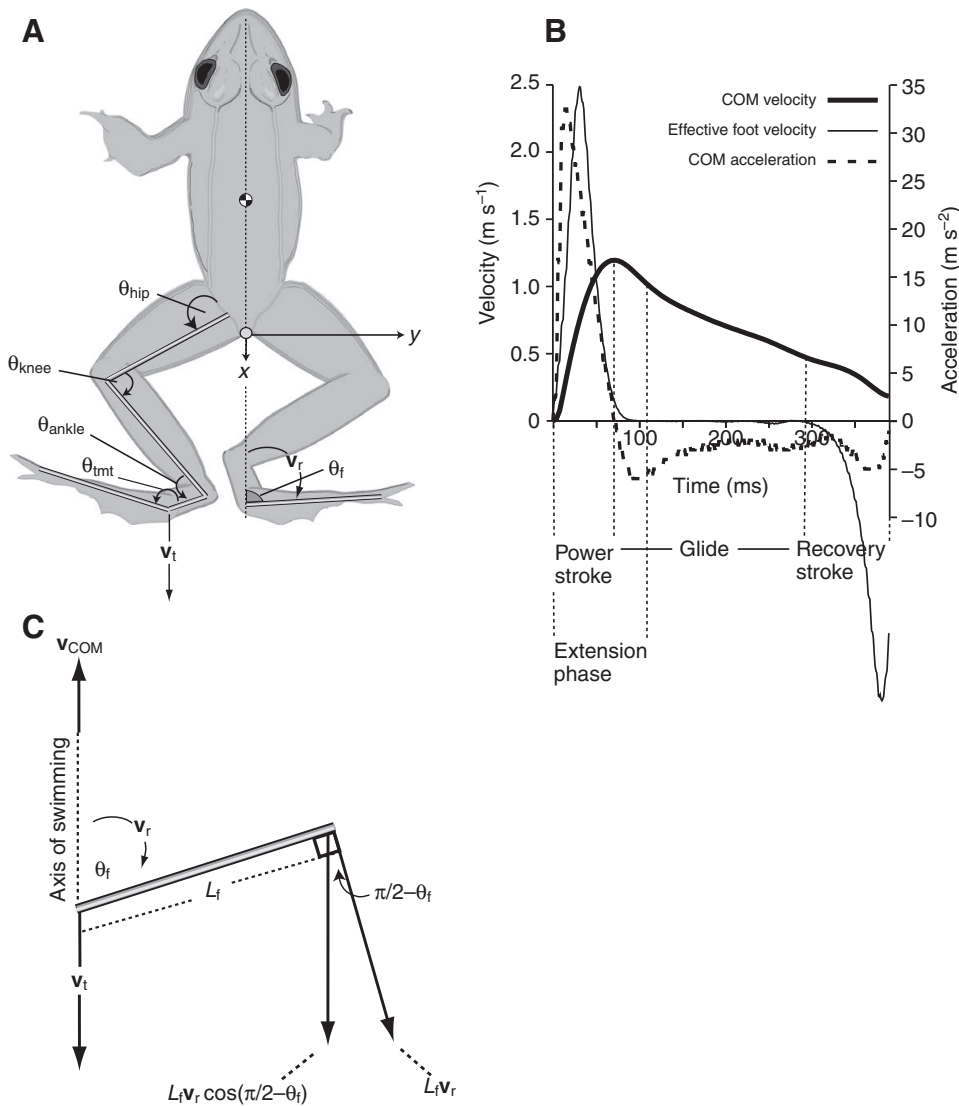 A
θhip
y
x
θknee
θankle
θtmt
vr
θf
vt
B
2.5
2.0
1.5
1.0
0.5
0
Velocity (m s–1)
COM velocity
Effective foot velocity
COM acceleration
35
30
25
20
15
10
5
0
–5
–10
Acceleration (m s–2)
100
200
300
Time (ms)
Power
stroke
Glide
Recovery
stroke
Extension
phase
C
vCOM
Axis of swimming
vr
θf
Lf
π/2–θf
vt
Lfvr cos(π/2–θf)
Lfvr